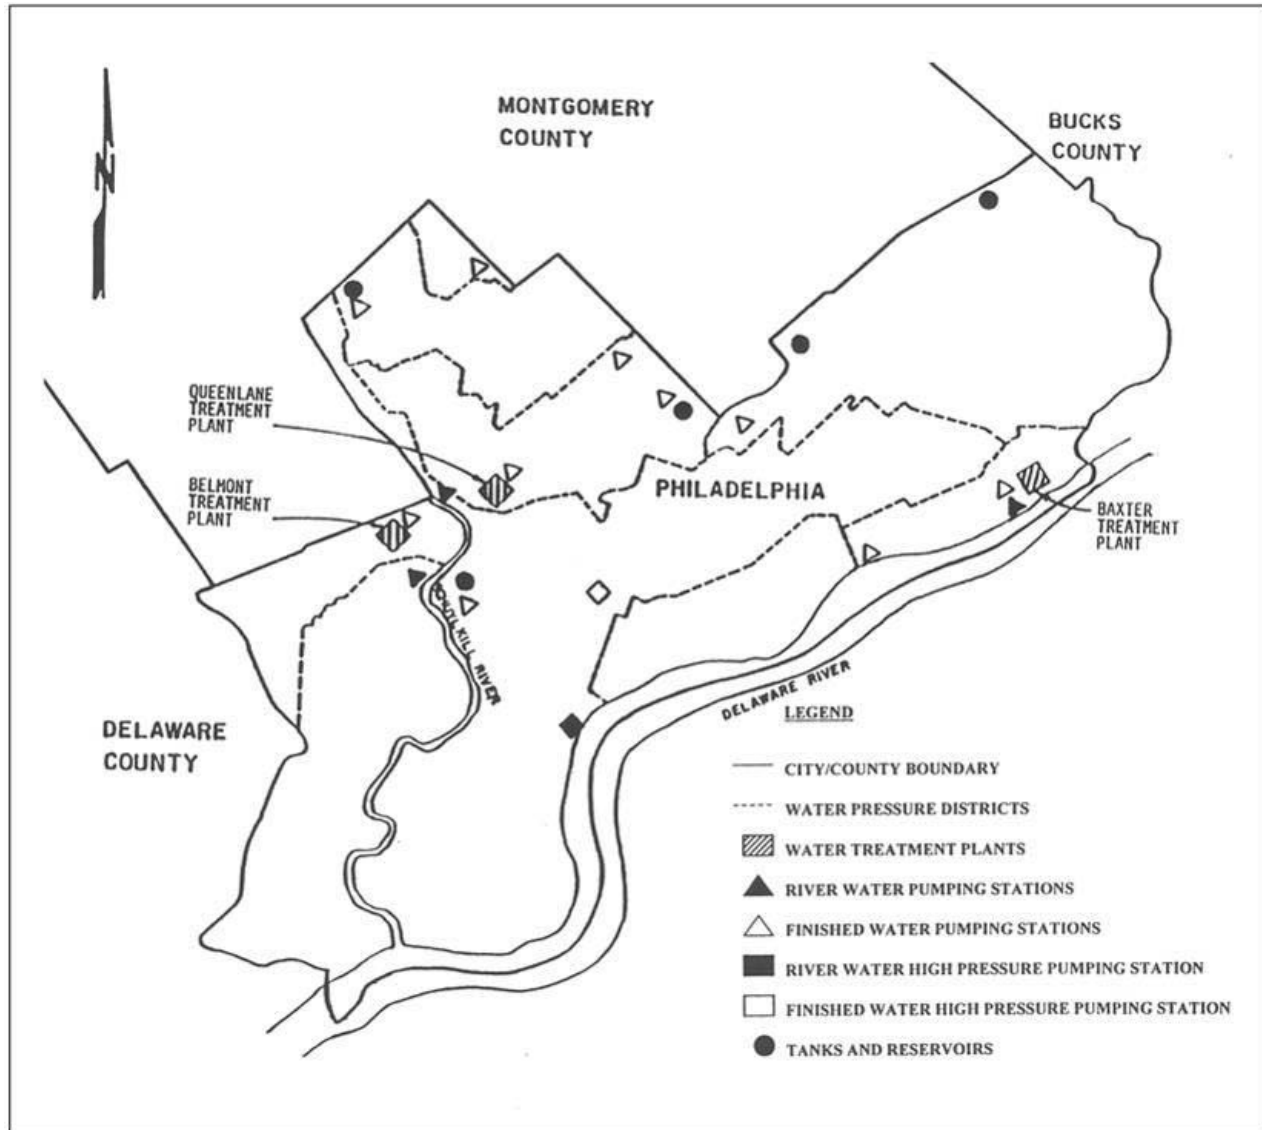 MONTGOMERY
COUNTY
BUCKS
COUNTY
N
QUEENLANE
TREATMENT
PLANT
BELMONT
TREATMENT
PLANT
PHILADELPHIA
BAXTER
TREATMENT
PLANT
SCHUYLKILL RIVER
DELAWARE RIVER
DELAWARE
COUNTY
LEGEND
CITY/COUNTY BOUNDARY
WATER PRESSURE DISTRICTS
WATER TREATMENT PLANTS
RIVER WATER PUMPING STATIONS
FINISHED WATER PUMPING STATIONS
RIVER WATER HIGH PRESSURE PUMPING STATION
FINISHED WATER HIGH PRESSURE PUMPING STATION
TANKS AND RESERVOIRS